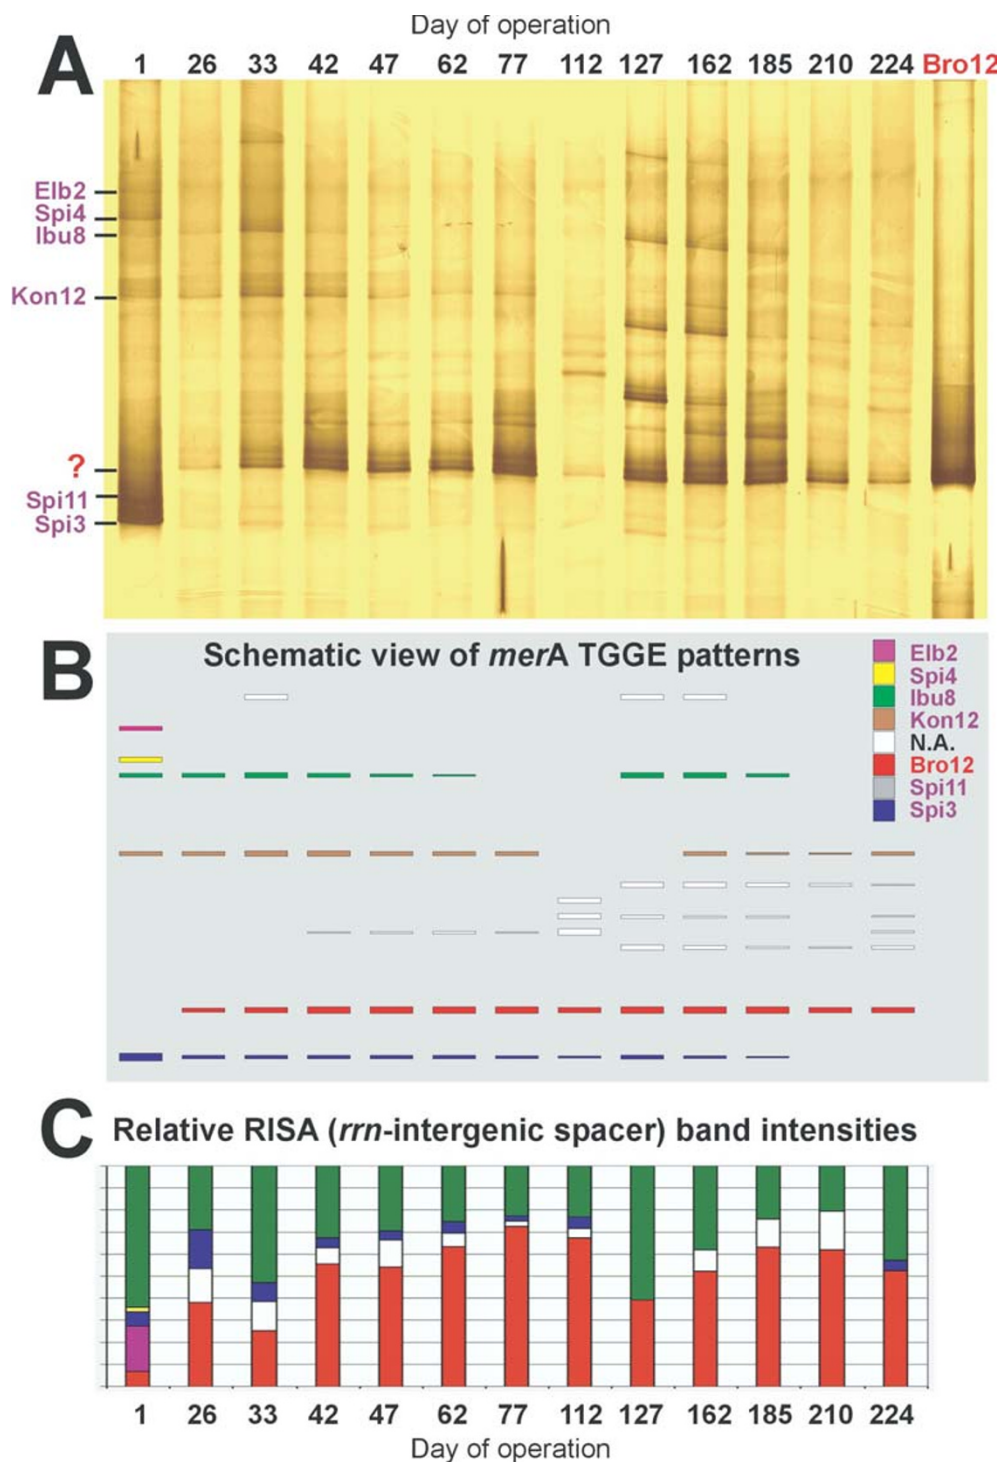 Day of operation
A
1 26 33 42 47 62 77 112 127 162 185 210 224 Bro12
Elb2
Spi4
Ibu8
Kon12
?
Spi11
Spi3
B
Schematic view of merA TGGE patterns
Elb2
Spi4
Ibu8
Kon12
N.A.
Bro12
Spi11
Spi3
C
Relative RISA (rrn-intergenic spacer) band intensities
1 26 33 42 47 62 77 112 127 162 185 210 224
Day of operation